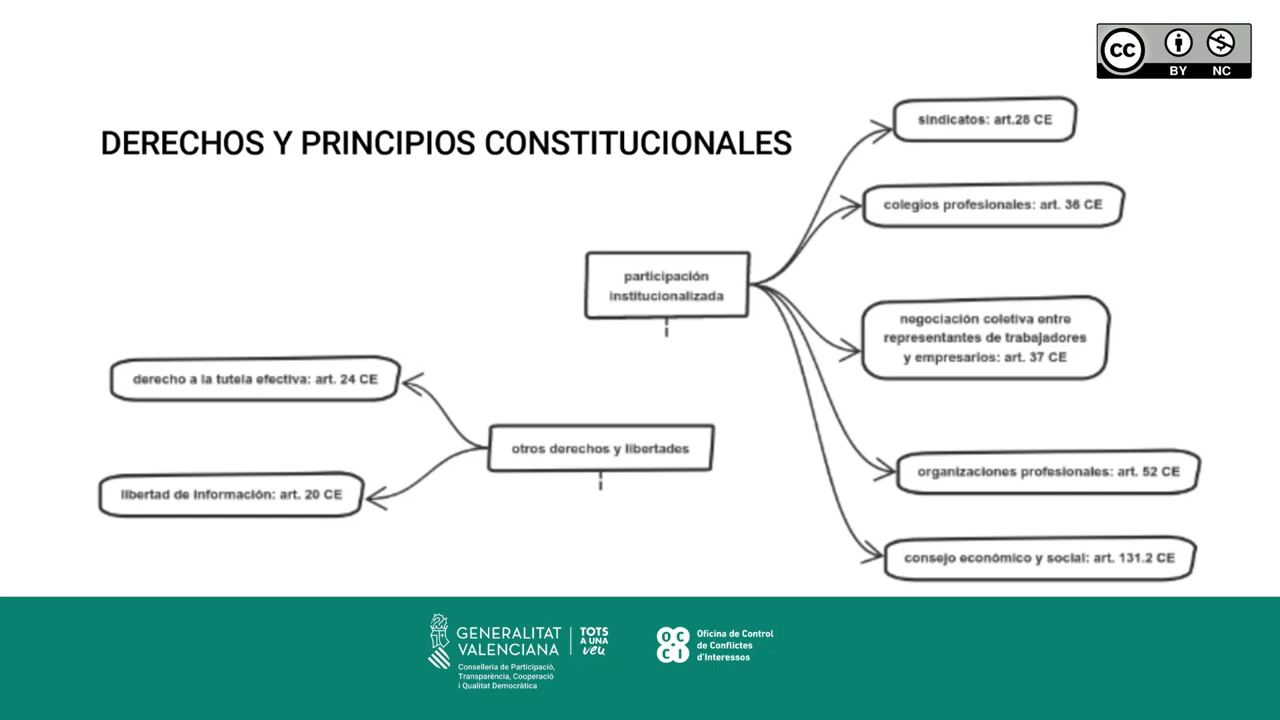 BY NC
DERECHOS Y PRINCIPIOS CONSTITUCIONALES
sindicatos: art.28 CE
colegios profesionales: art. 36 CE
participación
institucionalizada
negociación coletiva entre
representantes de trabajadores
y empresarios: art. 37 CE
derecho a la tutela efectiva: art. 24 CE
otros derechos y libertades
organizaciones profesionales: art. 52 CE
libertad de información: art. 20 CE
consejo económico y social: art. 131.2 CE
GENERALITAT
VALENCIANA
Conselleria de Participació,
Transparència, Cooperació
i Qualitat Democràtica
TOTS
A UNA
veu
OC
CI
Oficina de Control
de Conflictes
d'Interessos